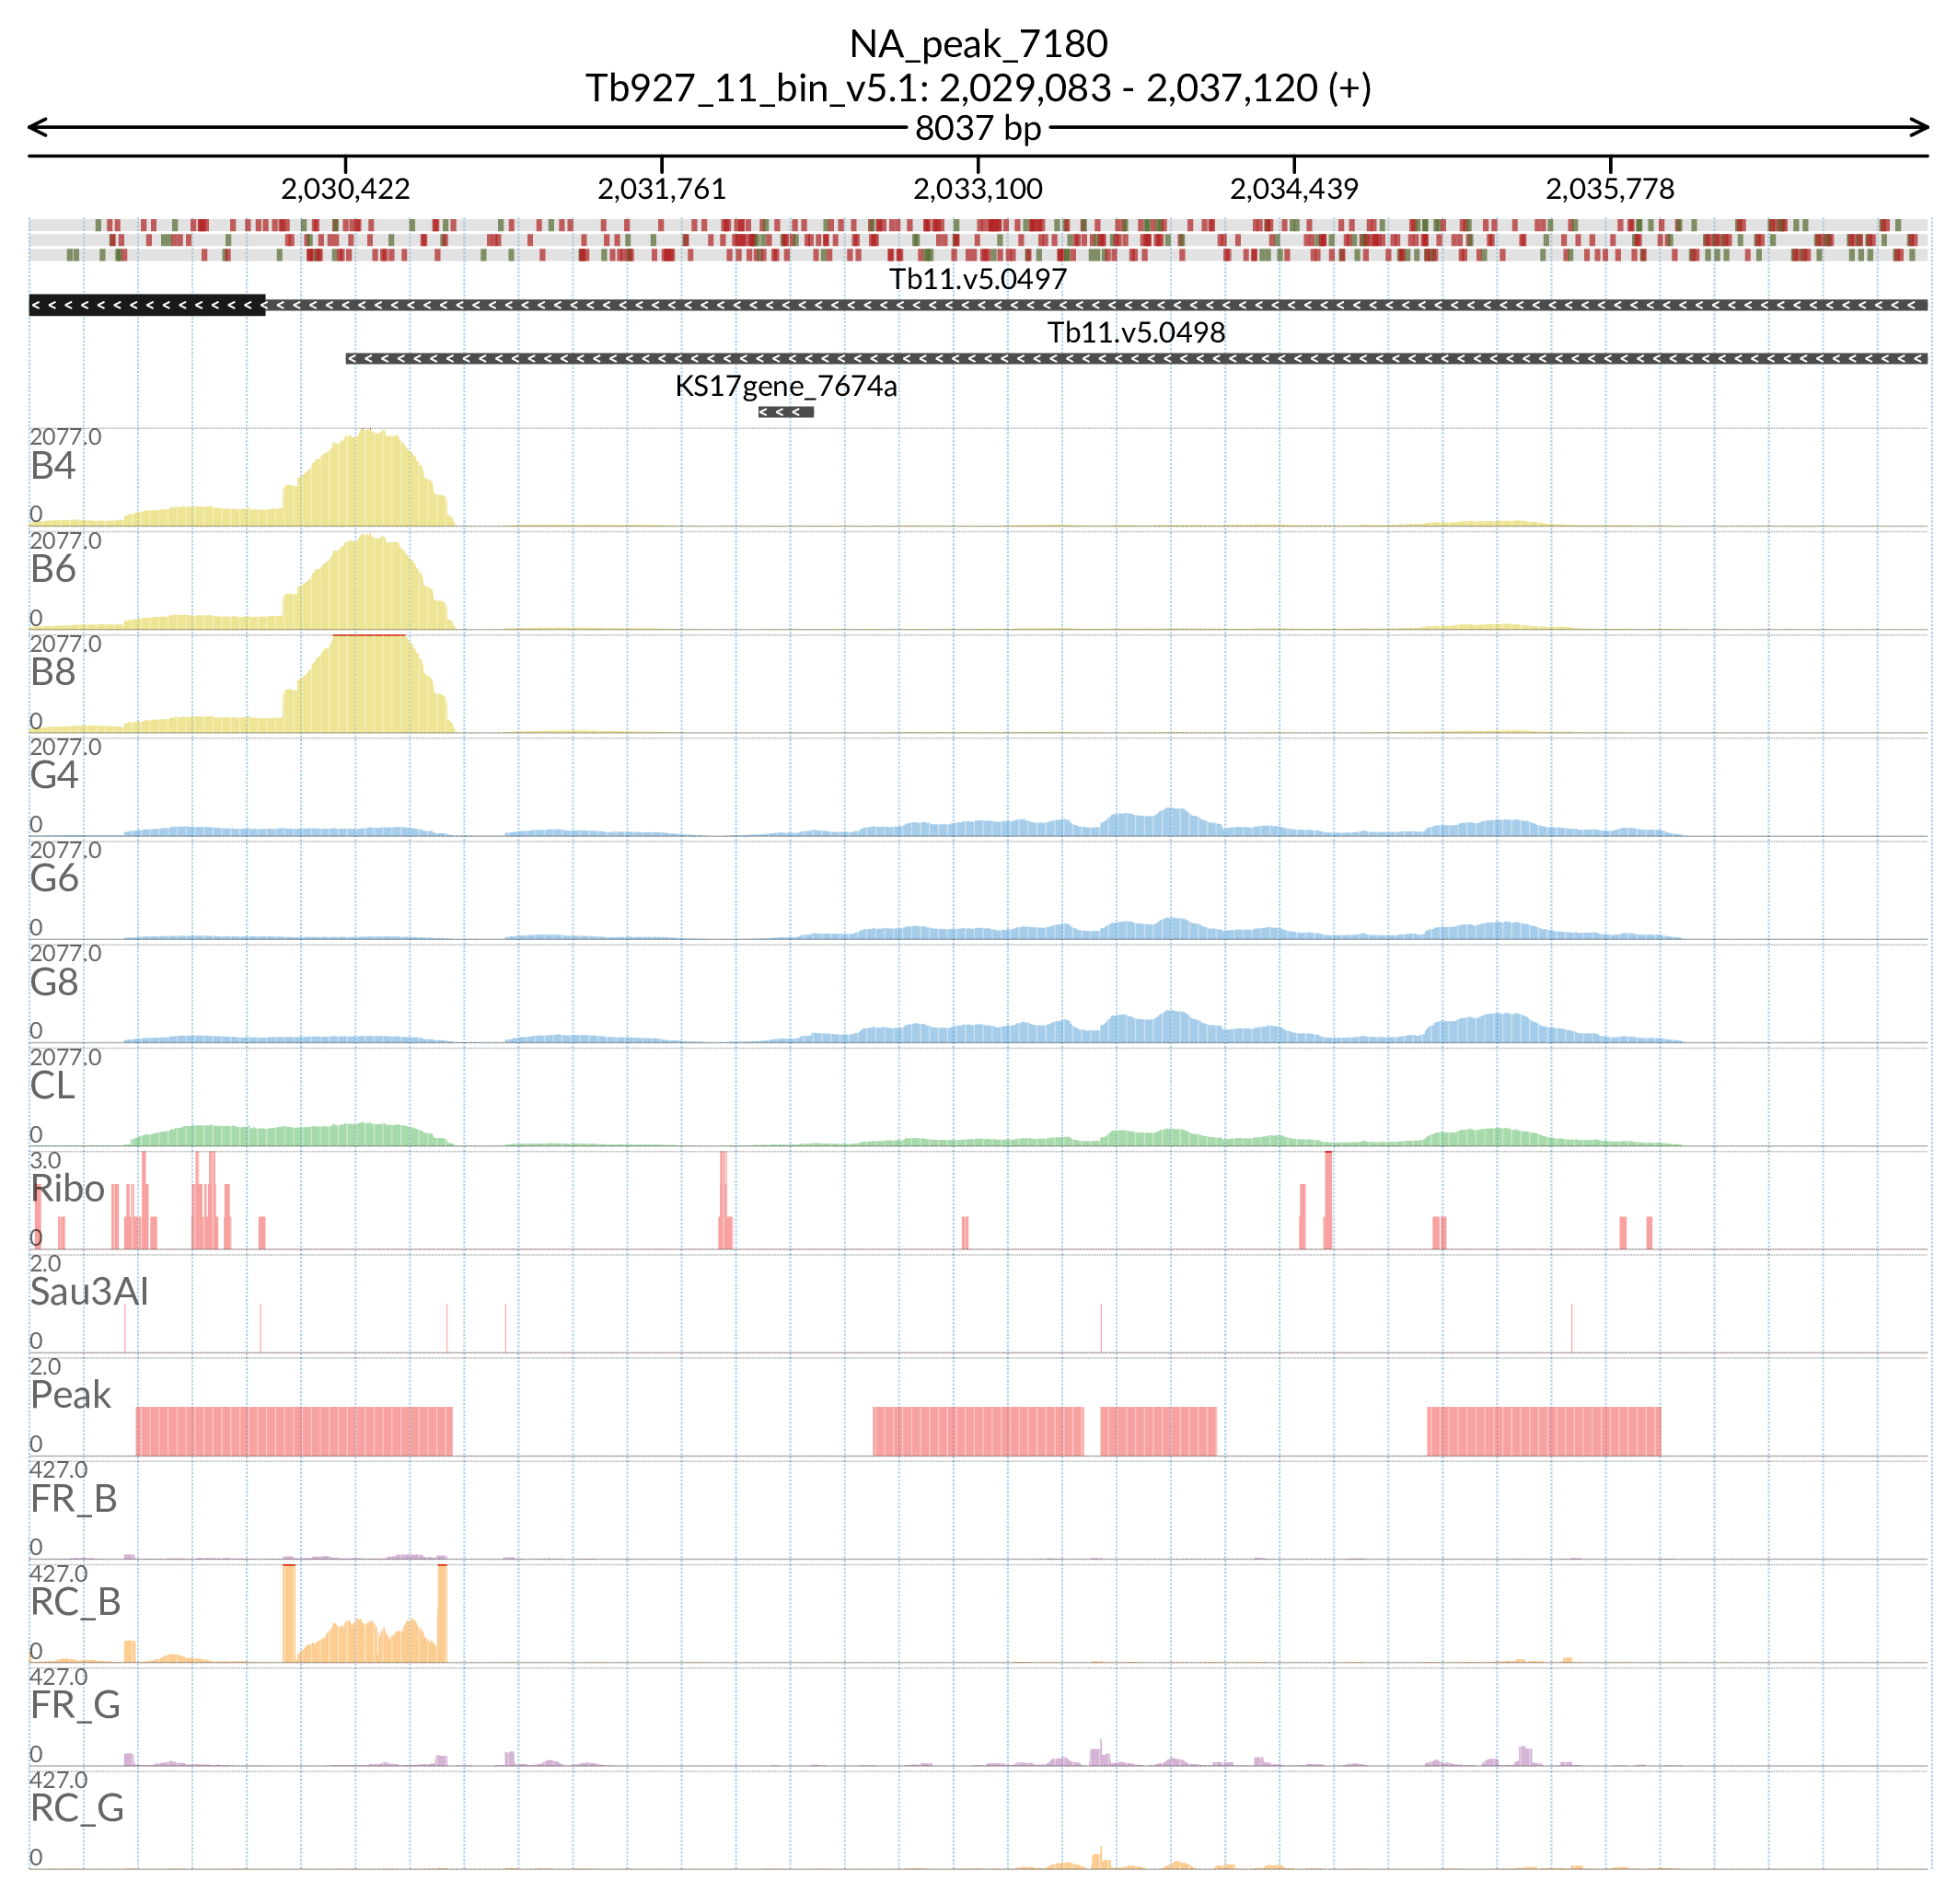 NA_peak_7180
Tb927_11_bin_v5.1: 2,029,083 - 2,037,120 (+)
8037 bp
2,030,422 2,031,761 2,033,100 2,034,439 2,035,778
Tb11.v5.0497
Tb11.v5.0498
KS17gene_7674a
2077.0
B4
0
2077.0
B6
0
2077.0
B8
0
2077.0
G4
0
2077.0
G6
0
2077.0
G8
0
2077.0
CL
0
3.0
Ribo
0
2.0
Sau3AI
0
2.0
Peak
0
427.0
FR_B
0
427.0
RC_B
0
427.0
FR_G
0
427.0
RC_G
0